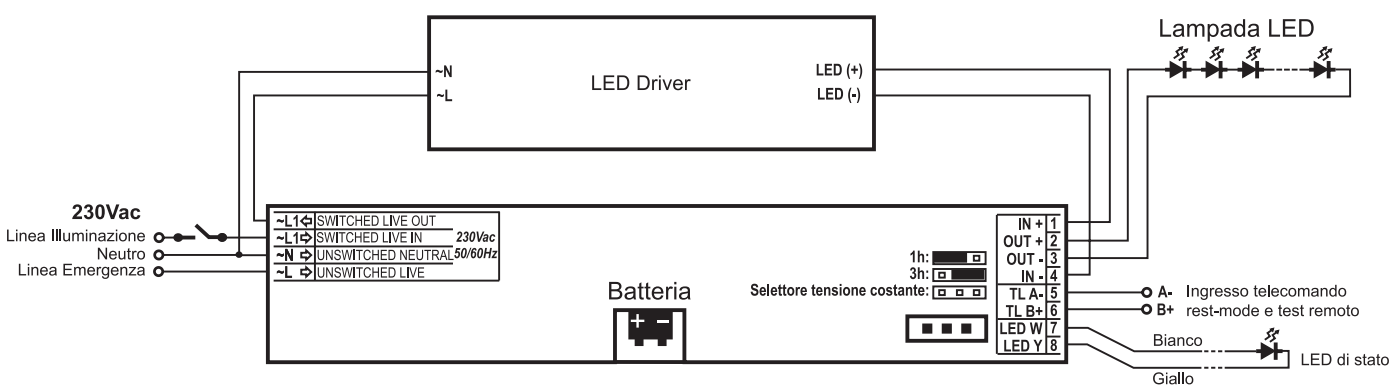 Lampada LED
~N
~L
LED Driver
LED (+)
LED (-)
230Vac
Linea Illuminazione
Neutro
Linea Emergenza
~L1 SWITCHED LIVE OUT
~L1 SWITCHED LIVE IN
~N UNSWITCHED NEUTRAL
~L UNSWITCHED LIVE
230Vac
50/60Hz
Batteria
+ −
1h:
3h:
Selettore tensione costante:
IN + 1
OUT + 2
OUT - 3
IN - 4
TL A- 5
TL B+ 6
LED W 7
LED Y 8
A- Ingresso telecomando
B+ rest-mode e test remoto
Bianco
Giallo
LED di stato